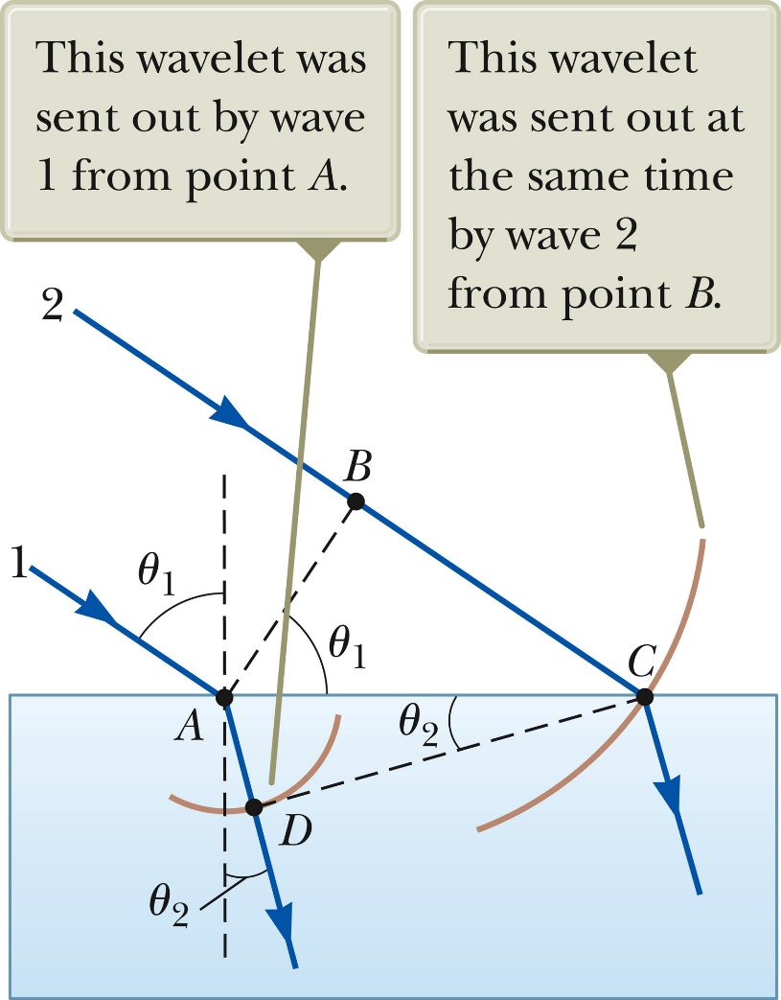 This wavelet was
sent out by wave
1 from point A.
This wavelet
was sent out at
the same time
by wave 2
from point B.
2
B
1
θ₁
θ₁
C
A
θ₂
D
θ₂